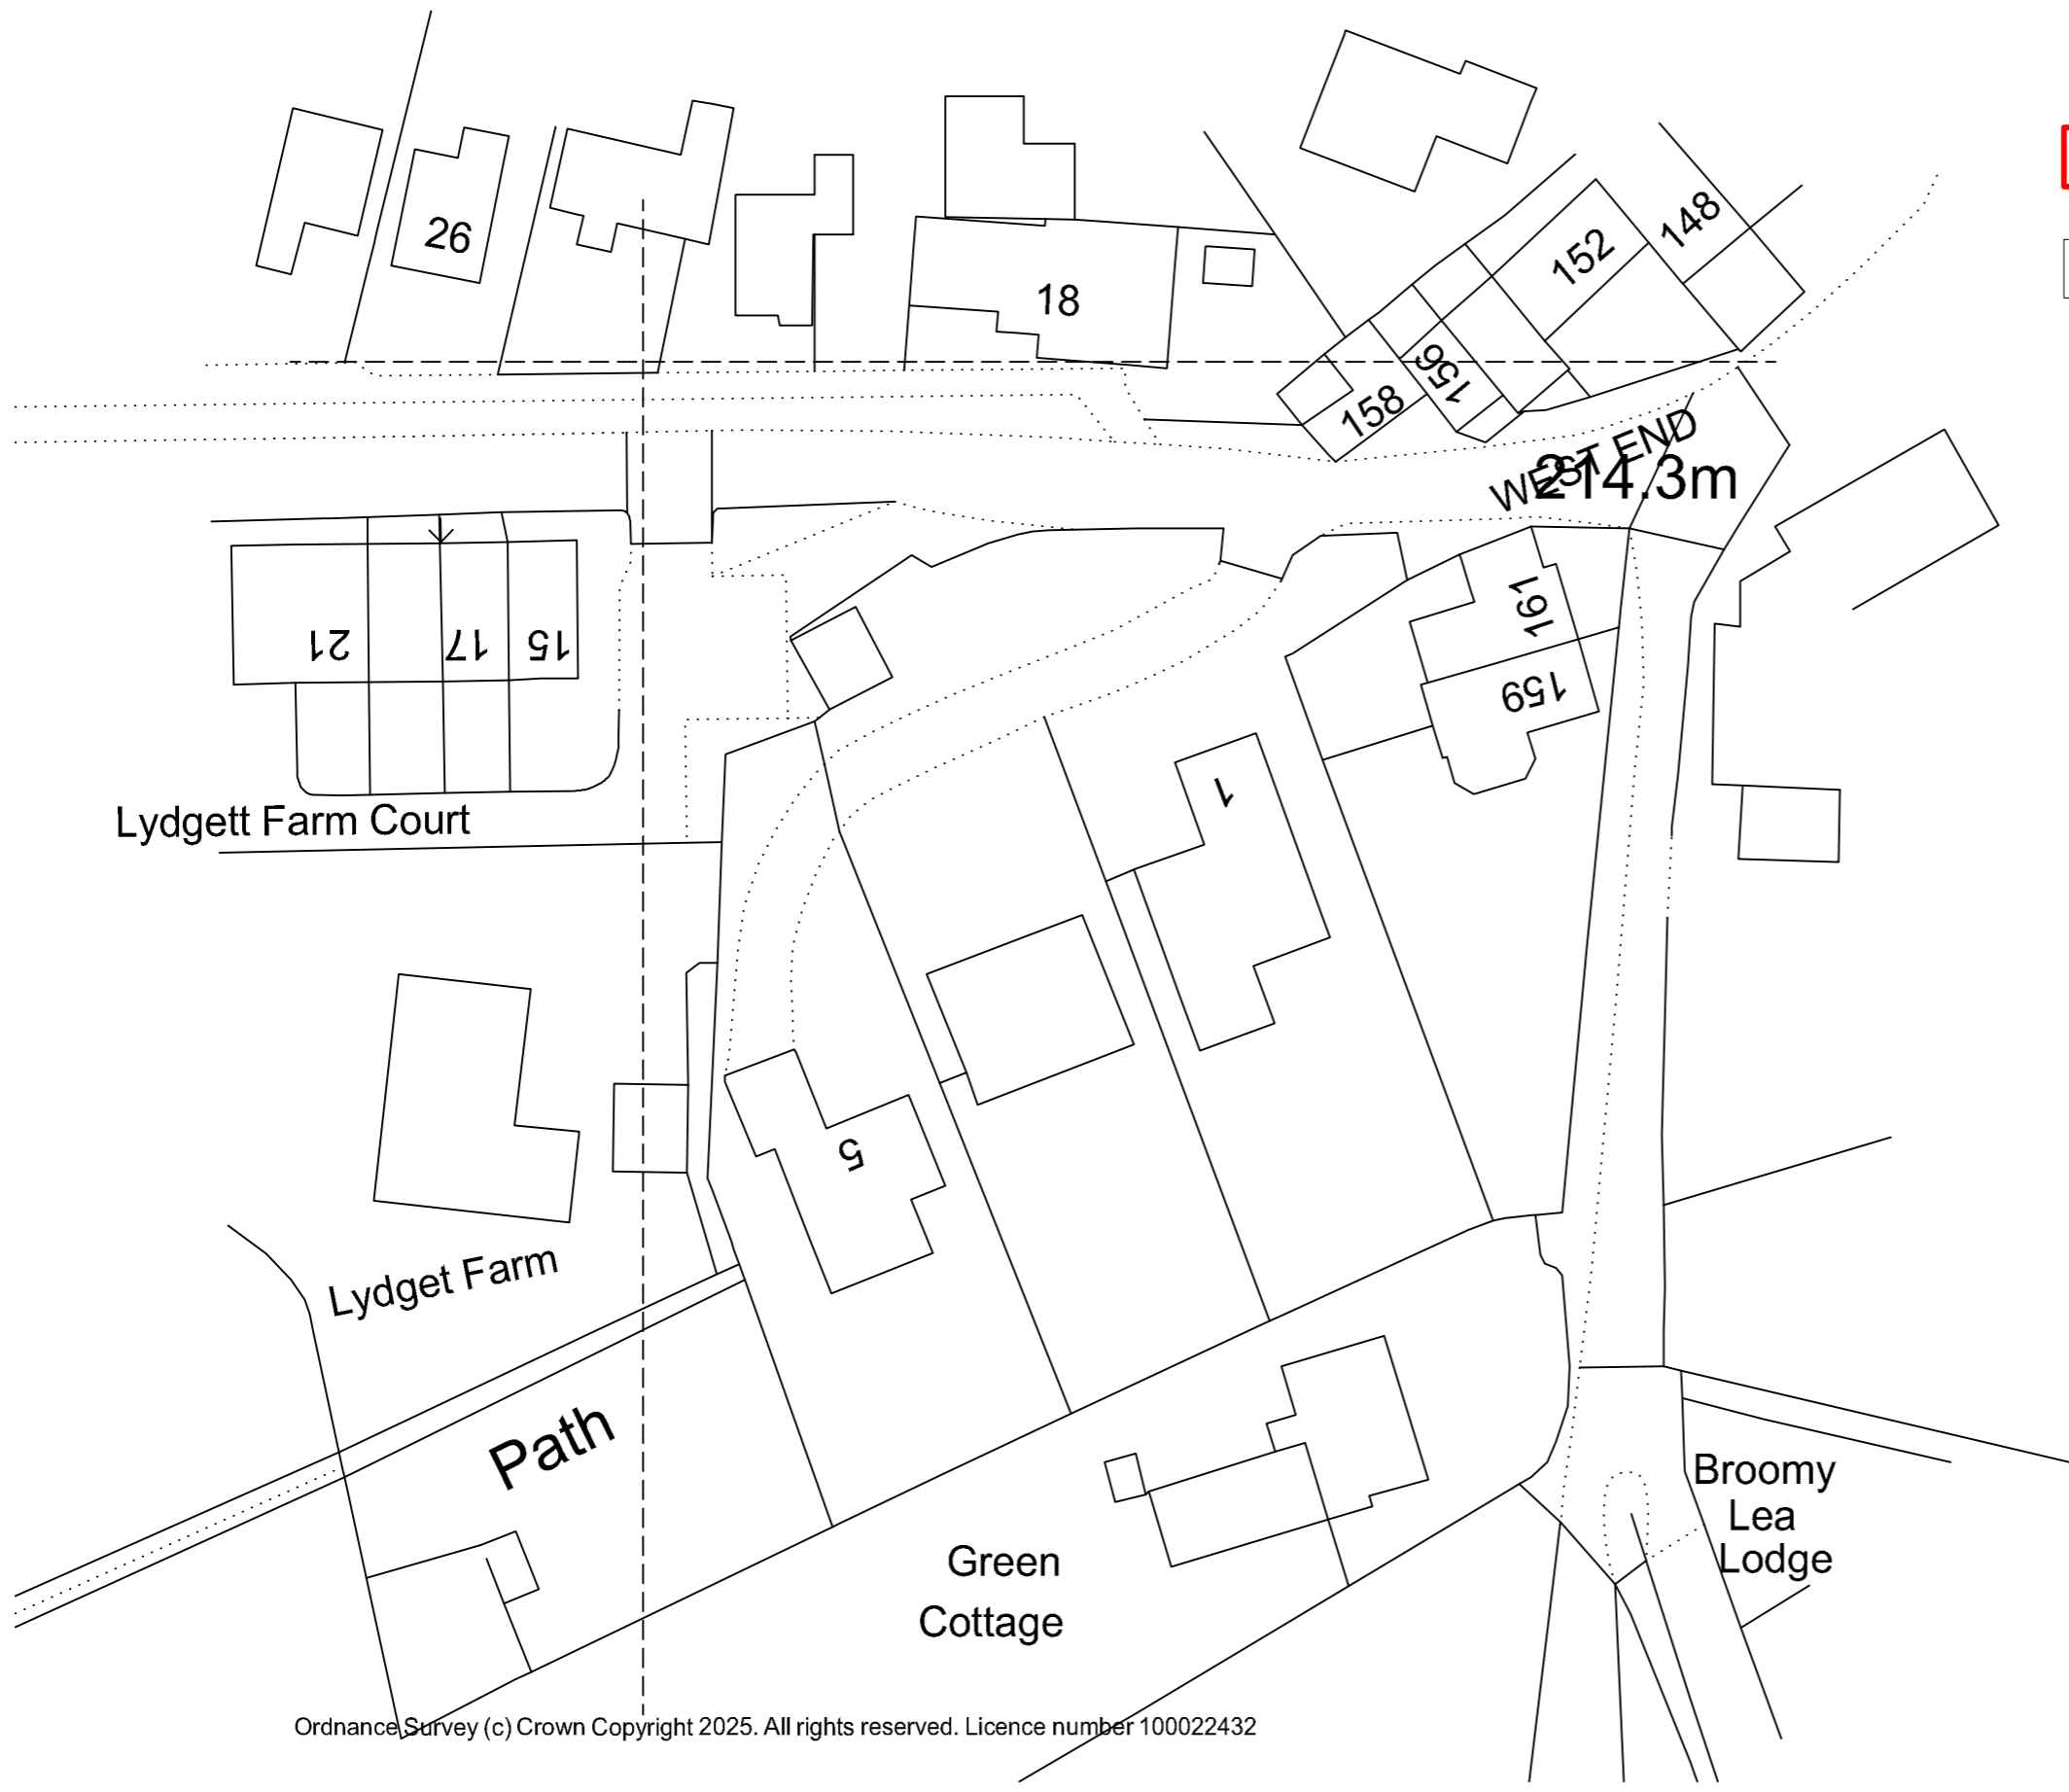 26
18
148
152
156
158
WEST END
214.3m
21
17
15
161
159
1
Lydgett Farm Court
5
Lydget Farm
Path
Green
Cottage
Broomy
Lea
Lodge
Ordnance Survey (c) Crown Copyright 2025. All rights reserved. Licence number 100022432